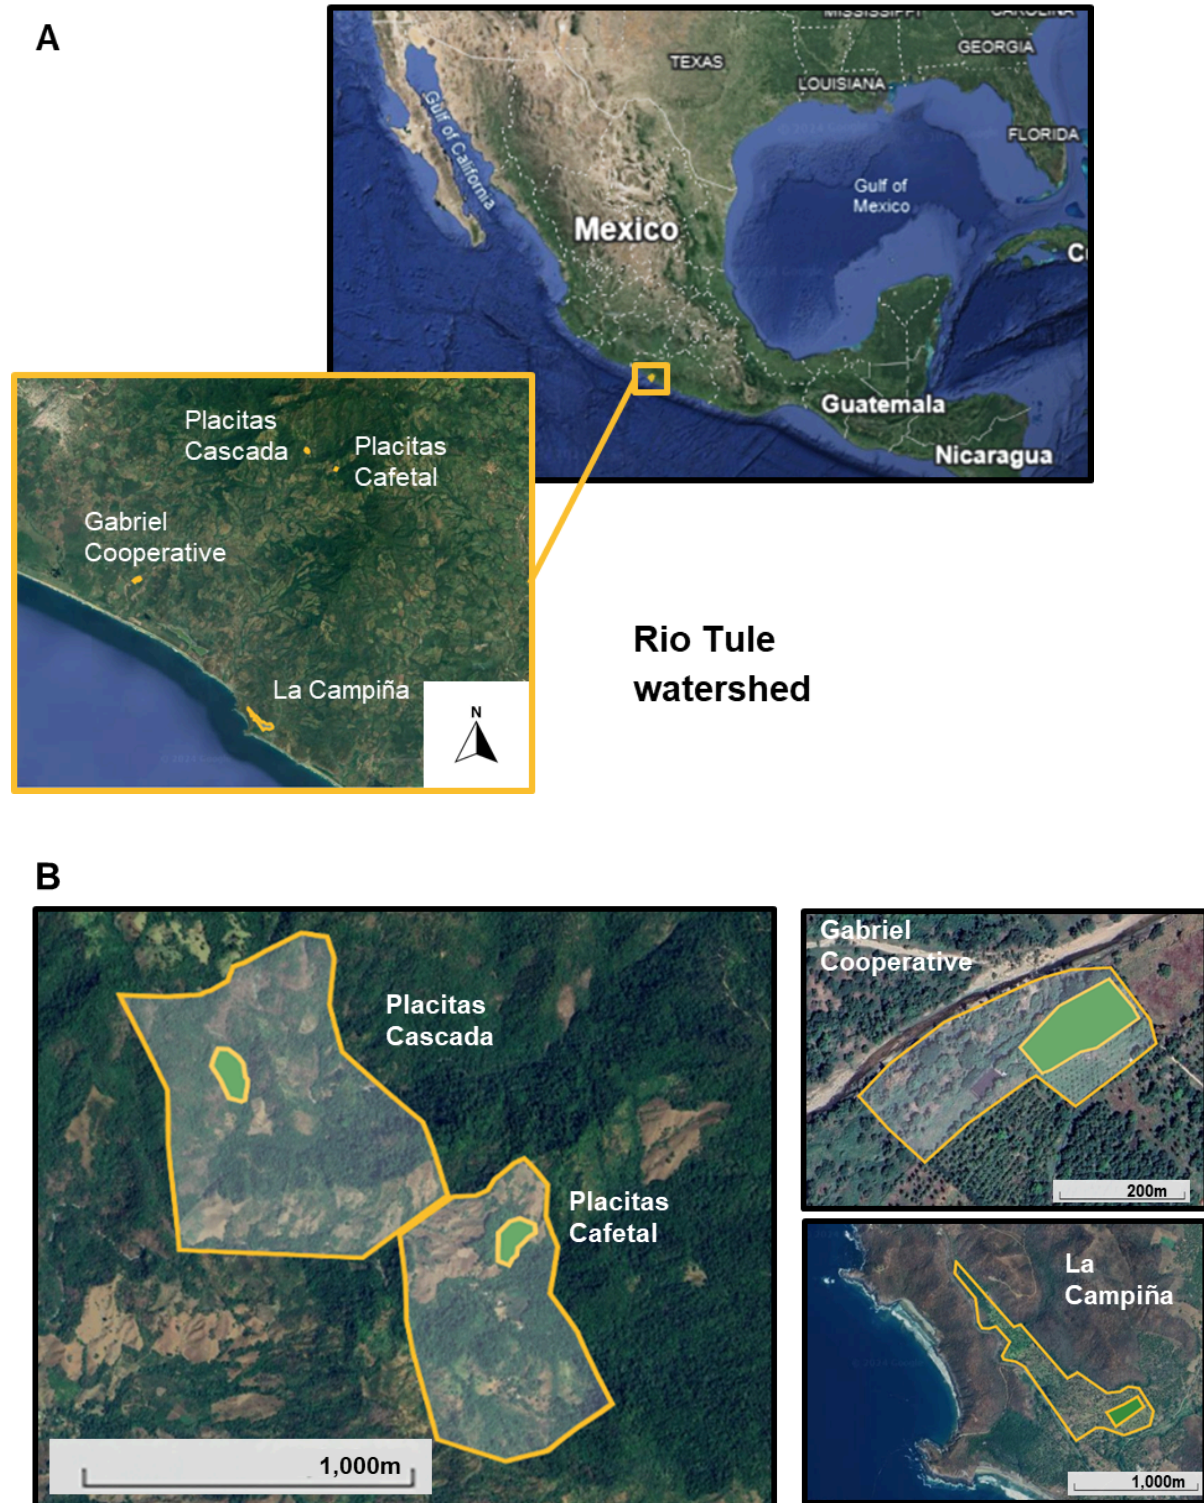 A
MISSISSIPPI
CAROLINA
GEORGIA
TEXAS
LOUISIANA
FLORIDA
Gulf of California
Gulf of
Mexico
Mexico
Guatemala
Nicaragua
Placitas
Cascada
Placitas
Cafetal
Gabriel
Cooperative
La Campiña
N
Rio Tule
watershed
B
Placitas
Cascada
Placitas
Cafetal
1,000m
Gabriel
Cooperative
200m
La
Campiña
1,000m